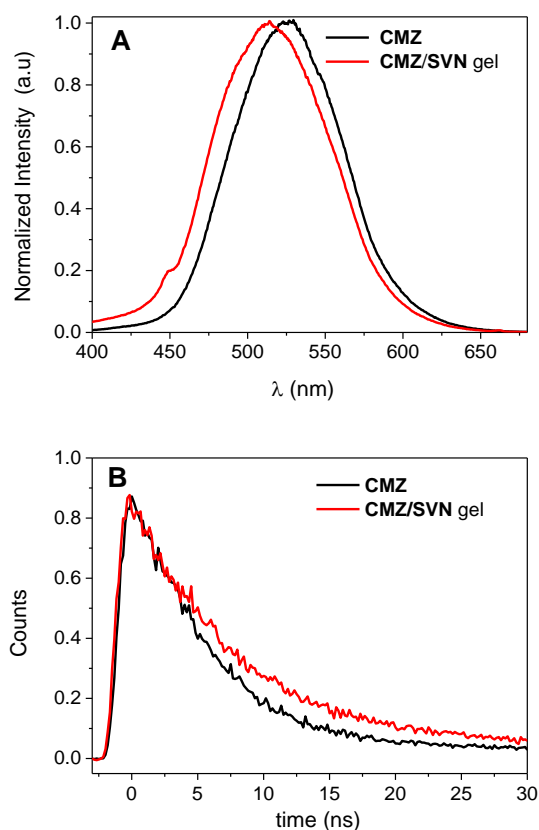 A
CMZ
CMZ/SVN gel
Normalized Intensity (a.u)
1.0
0.8
0.6
0.4
0.2
0.0
400 450 500 550 600 650
λ (nm)
B
CMZ
CMZ/SVN gel
Counts
1.0
0.8
0.6
0.4
0.2
0.0
0 5 10 15 20 25 30
time (ns)